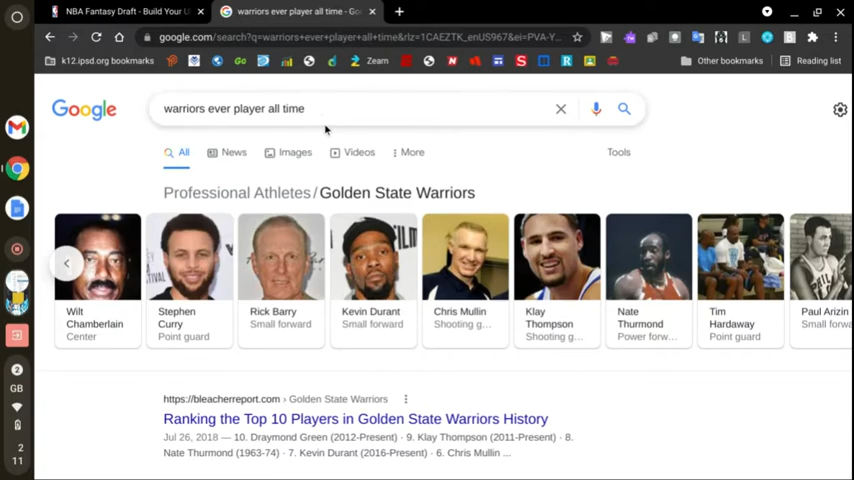 NBA Fantasy Draft - Build Your U
warriors ever player all time - Goo
google.com/search?q=warriors+ever+player+all+time&rlz=1CAEZTK_enUS967&ei=PVA-Y
k12.ipsd.org bookmarks
Go
Zearn
Other bookmarks
Reading list
Google
warriors ever player all time
All
News
Images
Videos
More
Tools
Professional Athletes/Golden State Warriors
Wilt
Chamberlain
Center
Stephen
Curry
Point guard
Rick Barry
Small forward
Kevin Durant
Small forward
Chris Mullin
Shooting g...
Klay
Thompson
Shooting g...
Nate
Thurmond
Power forw...
Tim
Hardaway
Point guard
Paul Arizin
Small forwa
https://bleacherreport.com › Golden State Warriors
Ranking the Top 10 Players in Golden State Warriors History
Jul 26, 2018 — 10. Draymond Green (2012-Present) · 9. Klay Thompson (2011-Present) · 8.
Nate Thurmond (1963-74) · 7. Kevin Durant (2016-Present) · 6. Chris Mullin ...
2
GB
2
11